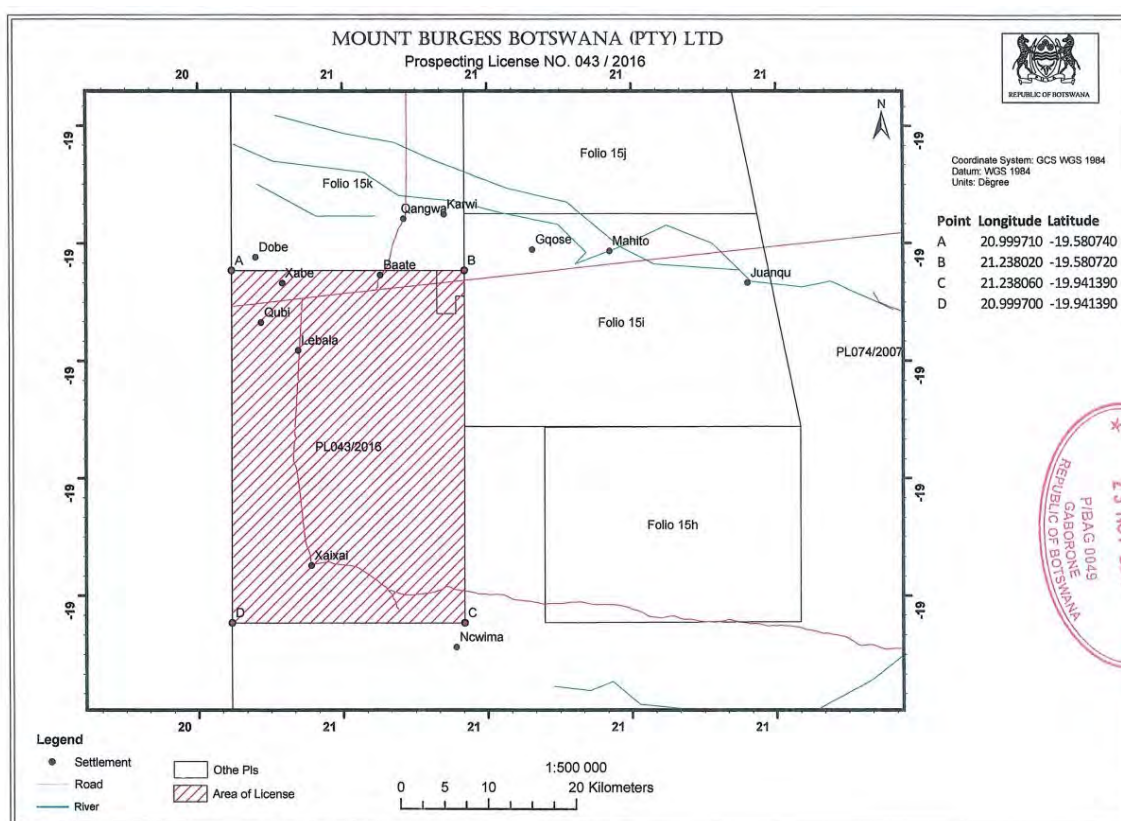 MOUNT BURGESS BOTSWANA (PTY) LTD
Prospecting License NO. 043 / 2016
REPUBLIC OF BOTSWANA
20 21 21 21 21
N
Coordinate System: GCS WGS 1984
Datum: WGS 1984
Units: Degree
Point Longitude Latitude
A 20.999710 -19.580740
B 21.238020 -19.580720
C 21.238060 -19.941390
D 20.999700 -19.941390
-19 -19
-19 -19
-19 -19
-19 -19
-19 -19
Folio 15j
Folio 15k
Qangwa
Karwi
Dobe
Gqose
Mahito
A
B
Xabe
Baate
Juanqu
Qubi
Folio 15i
Lebala
PL074/2007
PL043/2016
Folio 15h
Xaixai
D
C
Ncwima
20 21 21 21 21
P/BAG 0049
GABORONE
REPUBLIC OF BOTSWANA
Legend
Settlement
Road
River
Othe Pls
Area of License
1:500 000
0 5 10 20 Kilometers